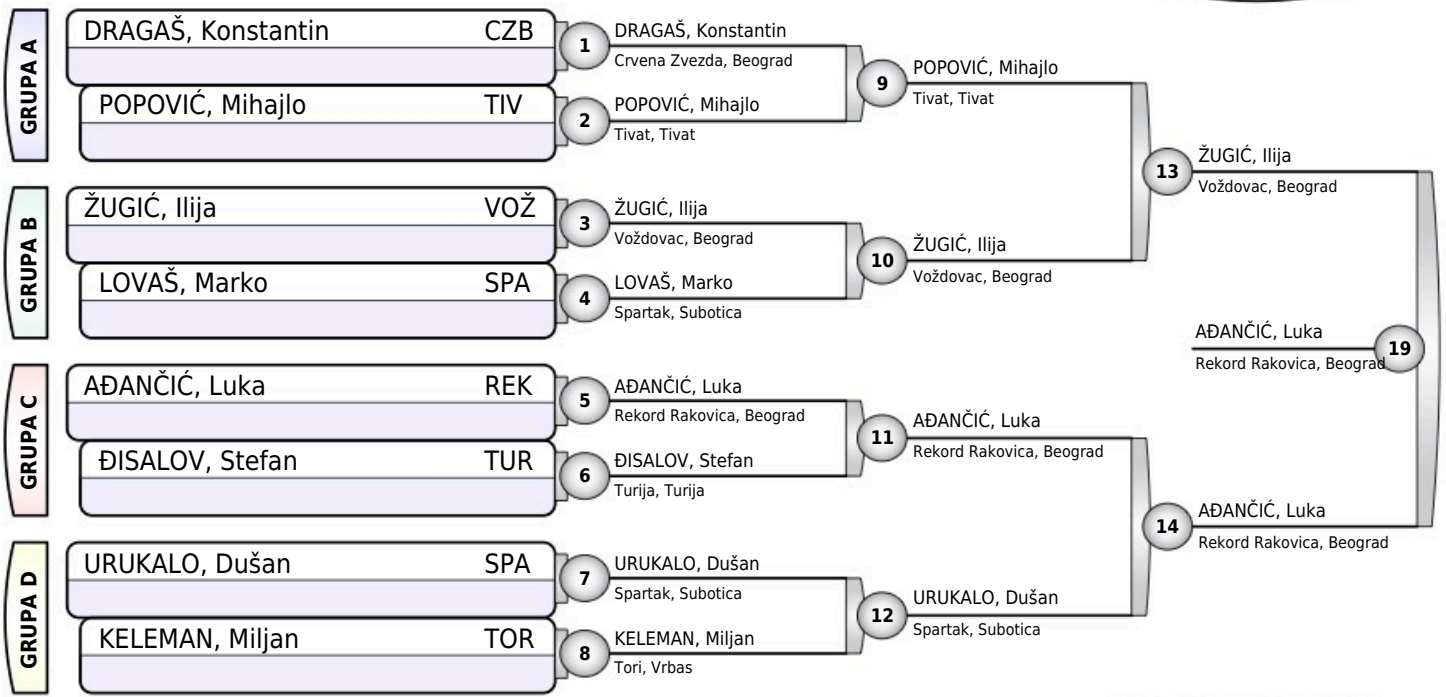 GRUPA A
DRAGAŠ, Konstantin CZB
POPOVIĆ, Mihajlo TIV
1
DRAGAŠ, Konstantin
Crvena Zvezda, Beograd
2
POPOVIĆ, Mihajlo
Tivat, Tivat
9
POPOVIĆ, Mihajlo
Tivat, Tivat
GRUPA B
ŽUGIĆ, Ilija VOŽ
LOVAŠ, Marko SPA
3
ŽUGIĆ, Ilija
Voždovac, Beograd
4
LOVAŠ, Marko
Spartak, Subotica
10
ŽUGIĆ, Ilija
Voždovac, Beograd
13
ŽUGIĆ, Ilija
Voždovac, Beograd
GRUPA C
AĐANČIĆ, Luka REK
ĐISALOV, Stefan TUR
5
AĐANČIĆ, Luka
Rekord Rakovica, Beograd
6
ĐISALOV, Stefan
Turija, Turija
11
AĐANČIĆ, Luka
Rekord Rakovica, Beograd
GRUPA D
URUKALO, Dušan SPA
KELEMAN, Miljan TOR
7
URUKALO, Dušan
Spartak, Subotica
8
KELEMAN, Miljan
Tori, Vrbas
12
URUKALO, Dušan
Spartak, Subotica
14
AĐANČIĆ, Luka
Rekord Rakovica, Beograd
AĐANČIĆ, Luka
Rekord Rakovica, Beograd
19